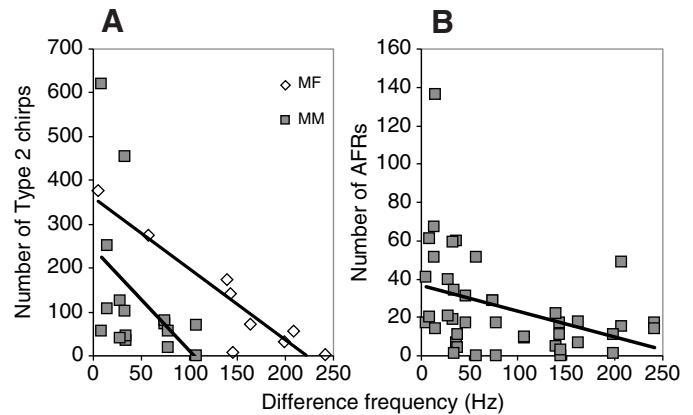 A
B
Number of Type 2 chirps
700
600
500
400
300
200
100
0
0 50 100 150 200 250
MF
MM
Number of AFRs
160
140
120
100
80
60
40
20
0
0 50 100 150 200 250
Difference frequency (Hz)